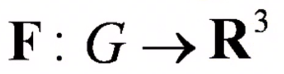 F : G → R³